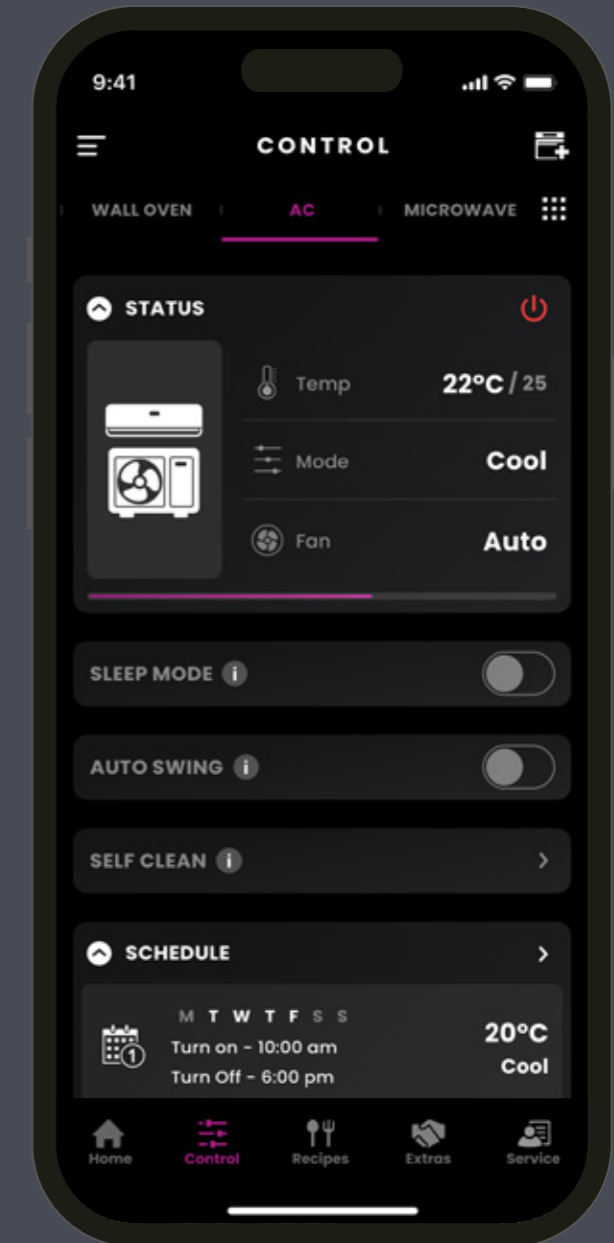 9:41
CONTROL
WALL OVEN AC MICROWAVE
STATUS
Temp 22°C / 25
Mode Cool
Fan Auto
SLEEP MODE i
AUTO SWING i
SELF CLEAN i
SCHEDULE
M T W T F S S
1
Turn on - 10:00 am
Turn Off - 6:00 pm
20°C
Cool
Home Control Recipes Extras Service